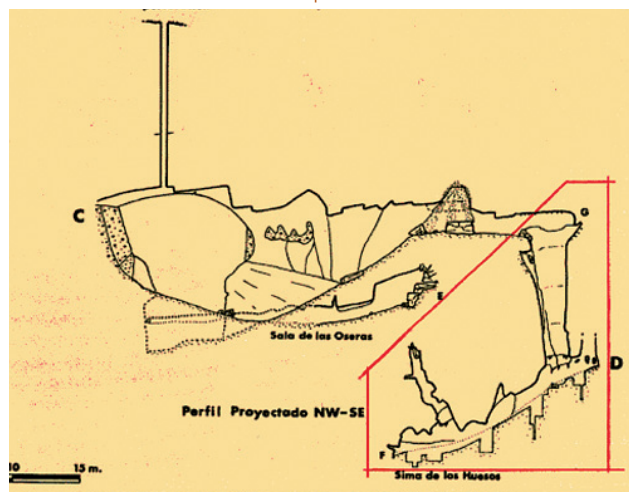 C
G
E
Sala de las Oseras
D
Perfil Proyectado NW-SE
F
10 15 m.
Sima de los Huesos